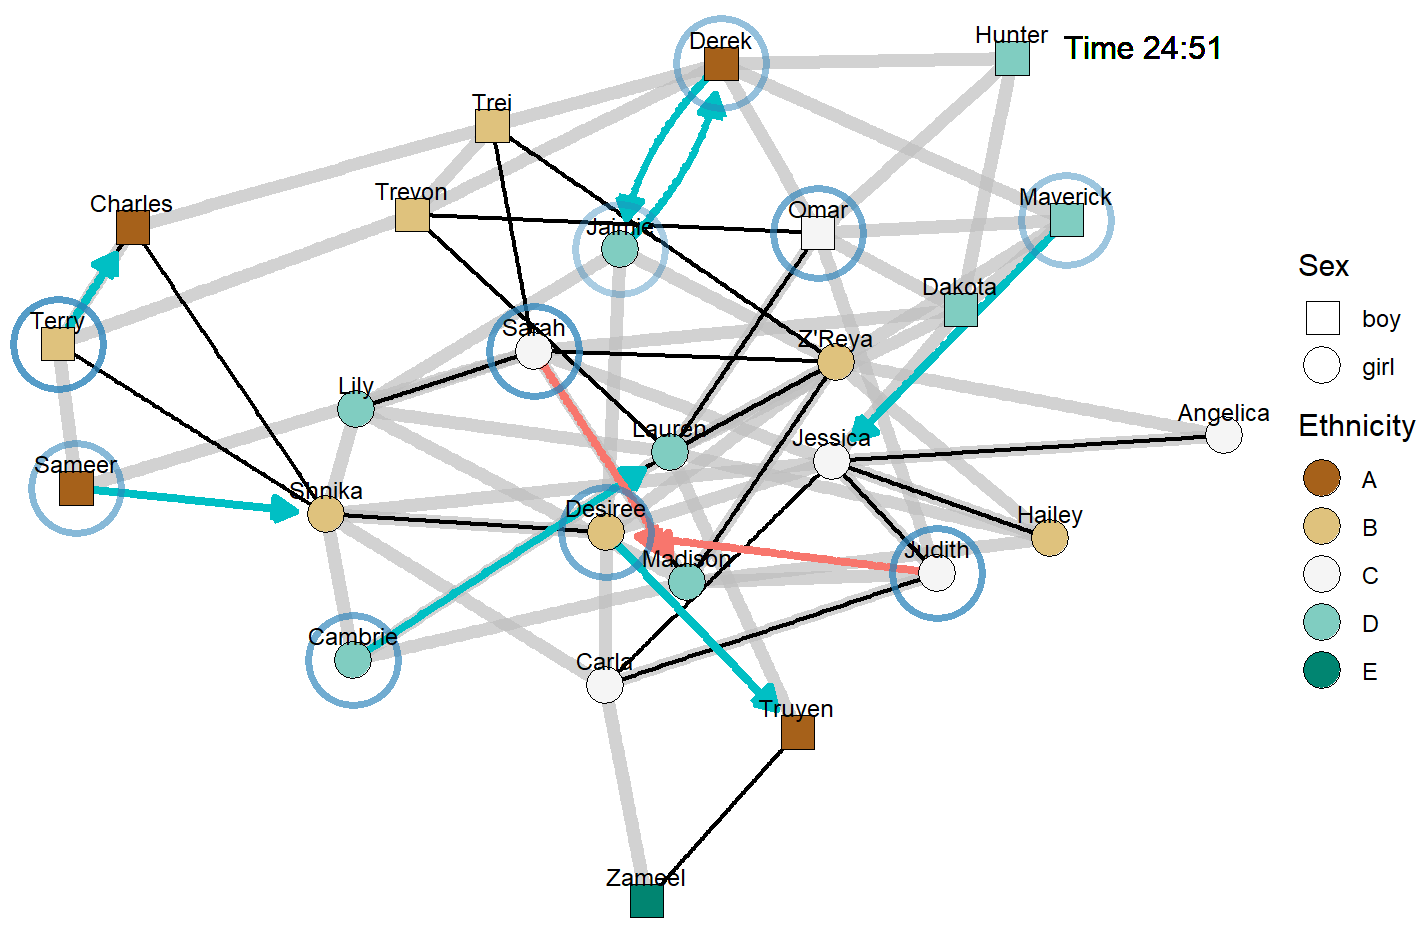 Derek
Hunter
Time 24:51
Trei
Trevon
Charles
Maverick
Omar
Jaimie
Sex
boy
girl
Dakota
Terry
Sarah
Z'Reya
Lily
Angelica
Ethnicity
Lauren
Jessica
Sameer
A
Shnika
Desiree
Hailey
B
Judith
Madison
C
D
Cambrie
Carla
E
Truyen
Zameel